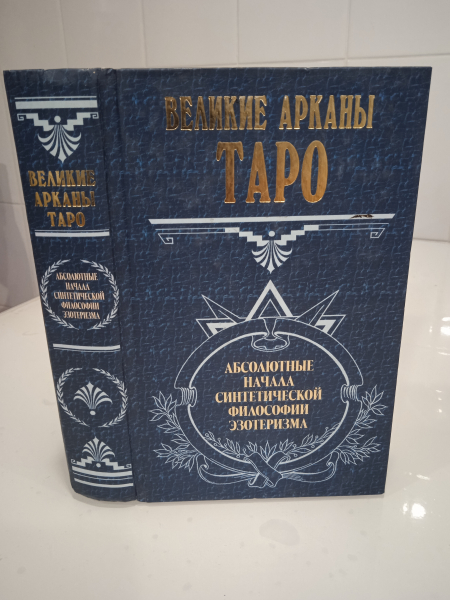 ВЕЛИКИЕ
АРКАНЫ
ТАРО
АБСОЛЮТНЫЕ
НАЧАЛА
СИНТЕТИЧЕСКОЙ
ФИЛОСОФИИ
ЭЗОТЕРИЗМА
ВЕЛИКИЕ АРКАНЫ
ТАРО
АБСОЛЮТНЫЕ
НАЧАЛА
СИНТЕТИЧЕСКОЙ
ФИЛОСОФИИ
ЭЗОТЕРИЗМА